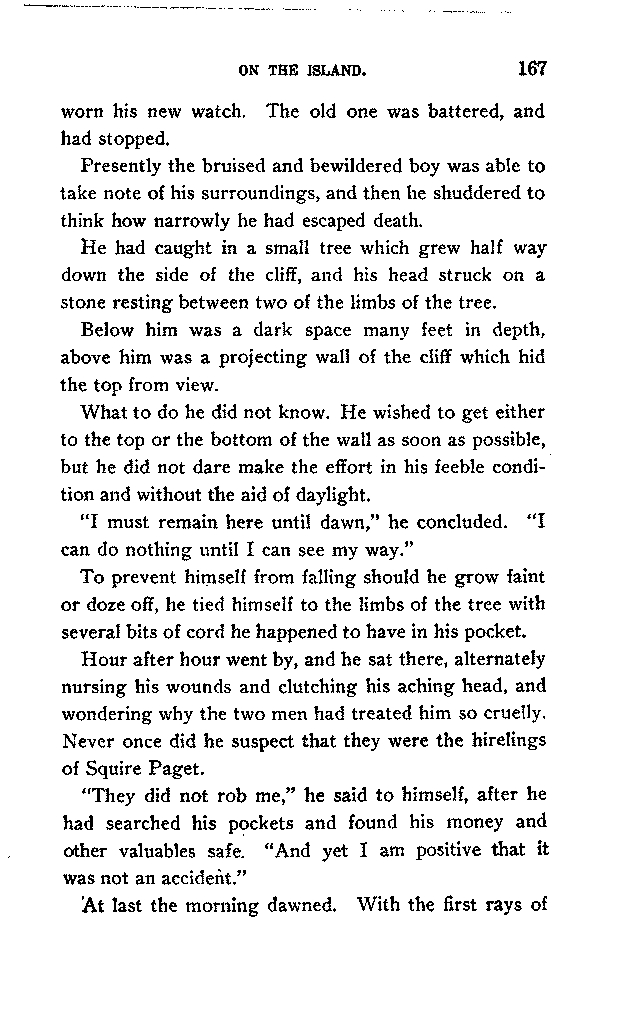 ON THE ISLAND. 167
worn his new watch. The old one was battered, and
had stopped.
Presently the bruised and bewildered boy was able to
take note of his surroundings, and then he shuddered to
think how narrowly he had escaped death.
He had caught in a small tree which grew half way
down the side of the cliff, and his head struck on a
stone resting between two of the limbs of the tree.
Below him was a dark space many feet in depth,
above him was a projecting wall of the cliff which hid
the top from view.
What to do he did not know. He wished to get either
to the top or the bottom of the wall as soon as possible,
but he did not dare make the effort in his feeble condi-
tion and without the aid of daylight.
"I must remain here until dawn," he concluded. "I
can do nothing until I can see my way."
To prevent himself from falling should he grow faint
or doze off, he tied himself to the limbs of the tree with
several bits of cord he happened to have in his pocket.
Hour after hour went by, and he sat there, alternately
nursing his wounds and clutching his aching head, and
wondering why the two men had treated him so cruelly.
Never once did he suspect that they were the hirelings
of Squire Paget.
"They did not rob me," he said to himself, after he
had searched his pockets and found his money and
other valuables safe. "And yet I am positive that it
was not an accident."
At last the morning dawned. With the first rays of